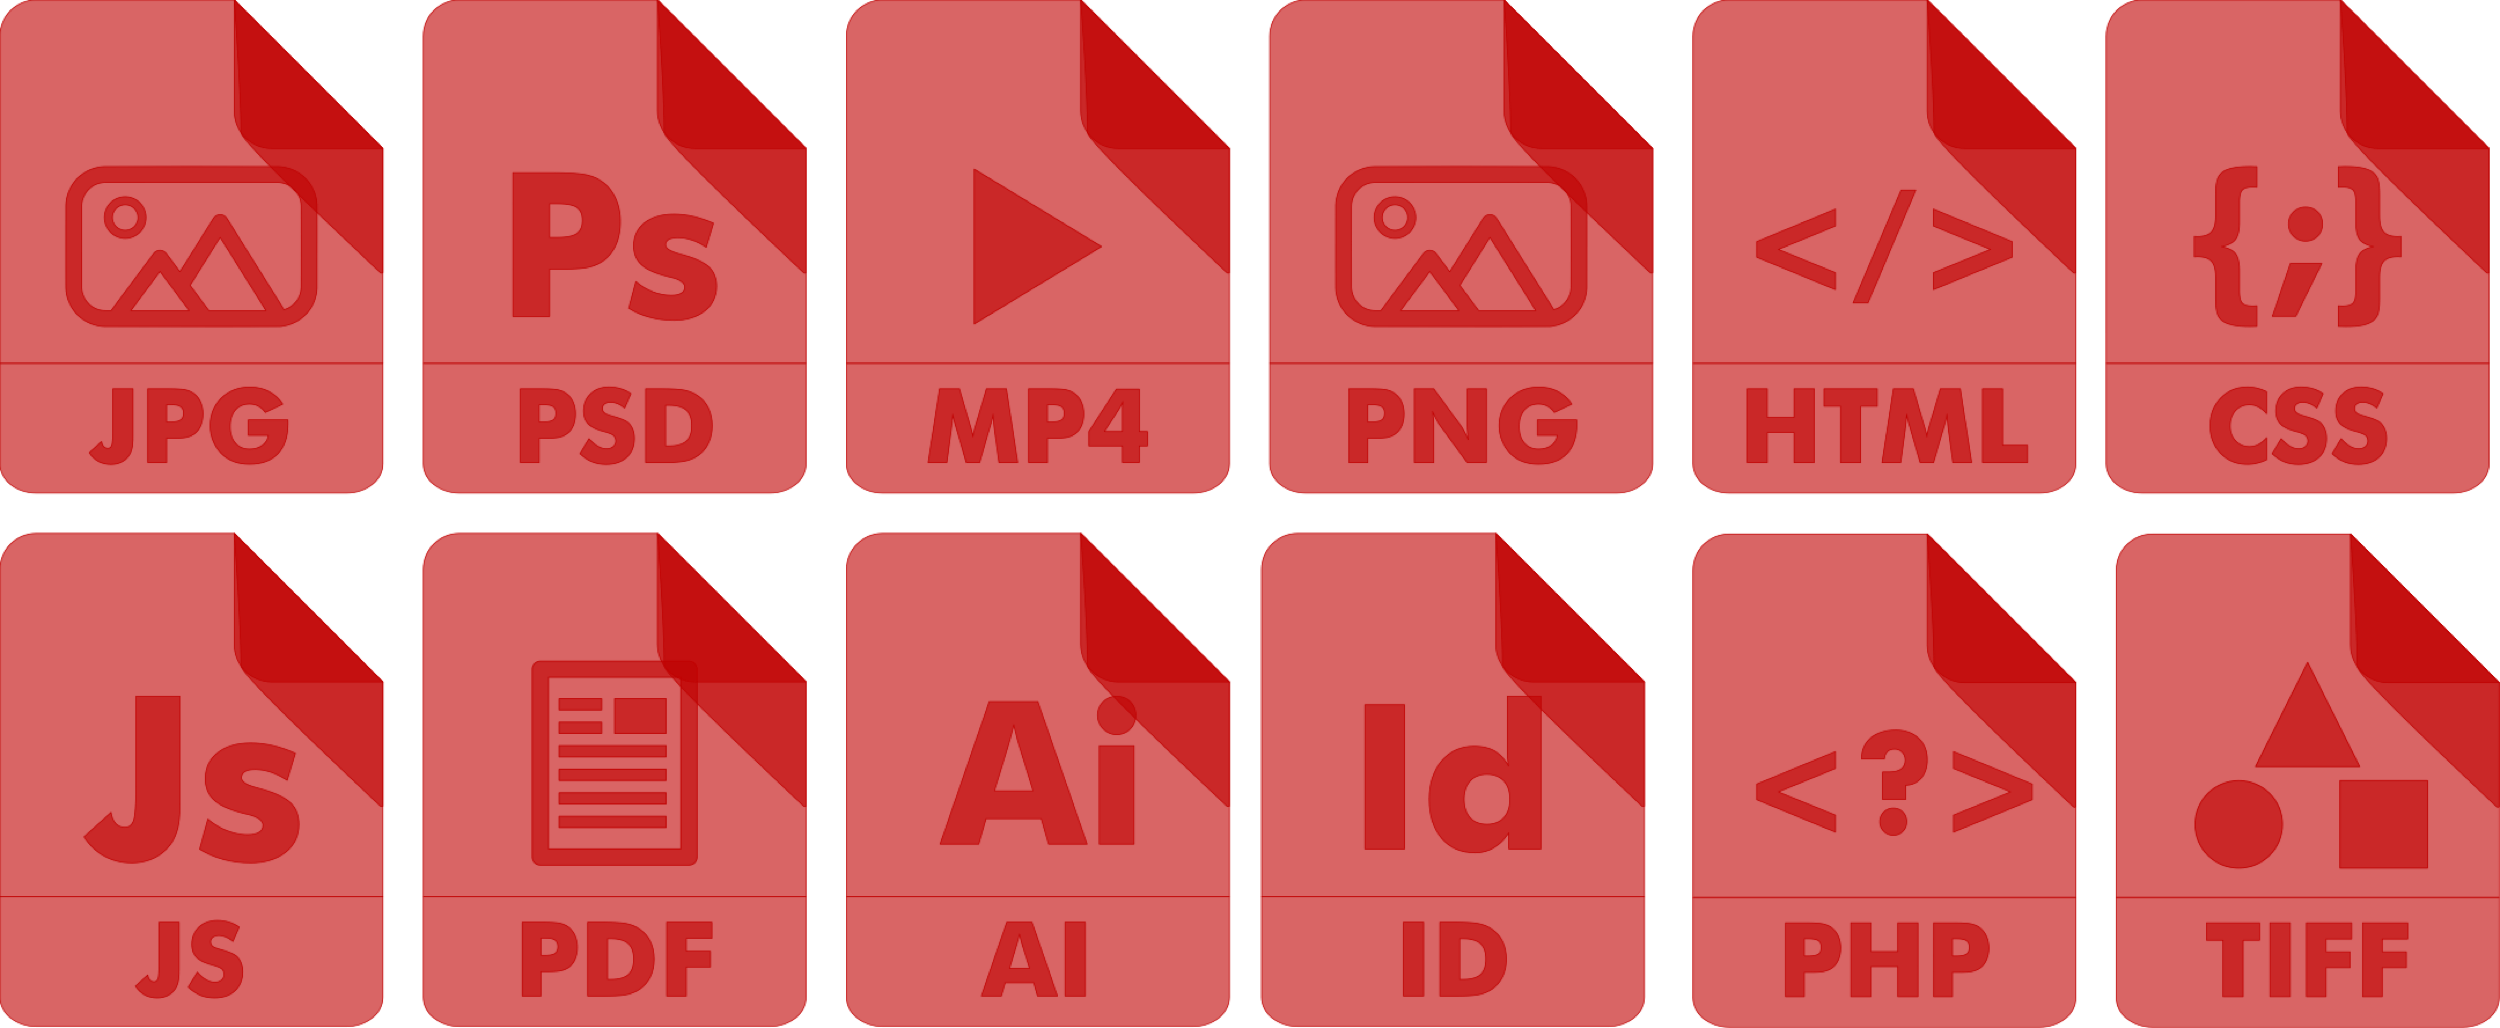 Ps
</>
{;}
JPG
PSD
MP4
PNG
HTML
CSS
Js
Ai
Id
<?>
JS
PDF
AI
ID
PHP
TIFF